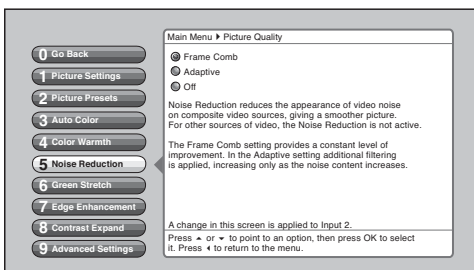 Main Menu ▶ Picture Quality
0 Go Back
1 Picture Settings
2 Picture Presets
3 Auto Color
4 Color Warmth
5 Noise Reduction
6 Green Stretch
7 Edge Enhancement
8 Contrast Expand
9 Advanced Settings
Frame Comb
Adaptive
Off
Noise Reduction reduces the appearance of video noise
on composite video sources, giving a smoother picture.
For other sources of video, the Noise Reduction is not active.
The Frame Comb setting provides a constant level of
improvement. In the Adaptive setting additional filtering
is applied, increasing only as the noise content increases.
A change in this screen is applied to Input 2.
Press ▲ or ▼ to point to an option, then press OK to select
it. Press ◀ to return to the menu.